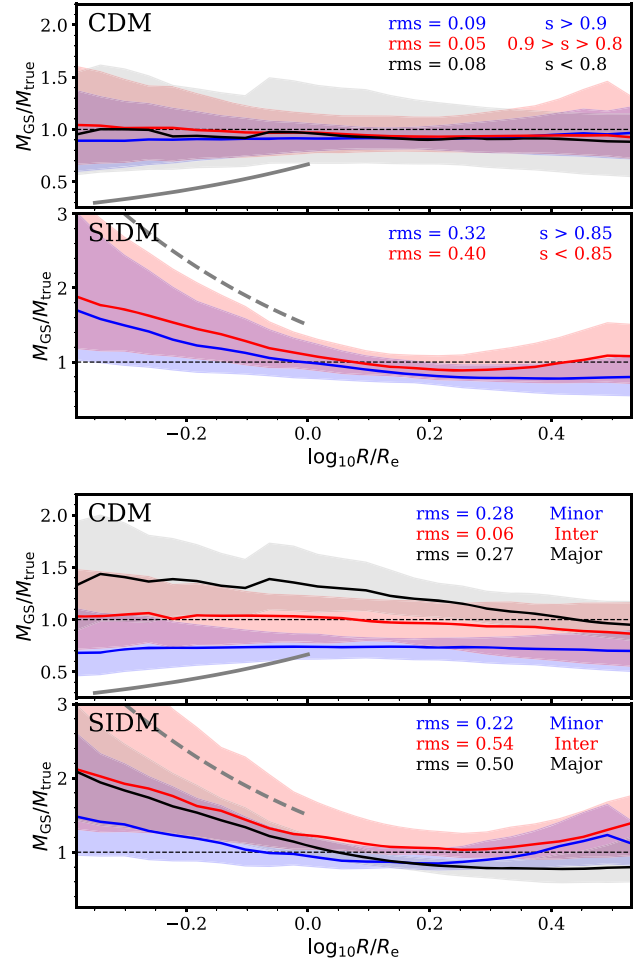 CDM
rms = 0.09 s > 0.9
rms = 0.05 0.9 > s > 0.8
rms = 0.08 s < 0.8
2.0
1.5
1.0
0.5
M_GS/M_true
SIDM
rms = 0.32 s > 0.85
rms = 0.40 s < 0.85
3
2
1
M_GS/M_true
−0.2 0.0 0.2 0.4
log₁₀R/R_e
CDM
rms = 0.28 Minor
rms = 0.06 Inter
rms = 0.27 Major
2.0
1.5
1.0
0.5
M_GS/M_true
SIDM
rms = 0.22 Minor
rms = 0.54 Inter
rms = 0.50 Major
3
2
1
M_GS/M_true
−0.2 0.0 0.2 0.4
log₁₀R/R_e